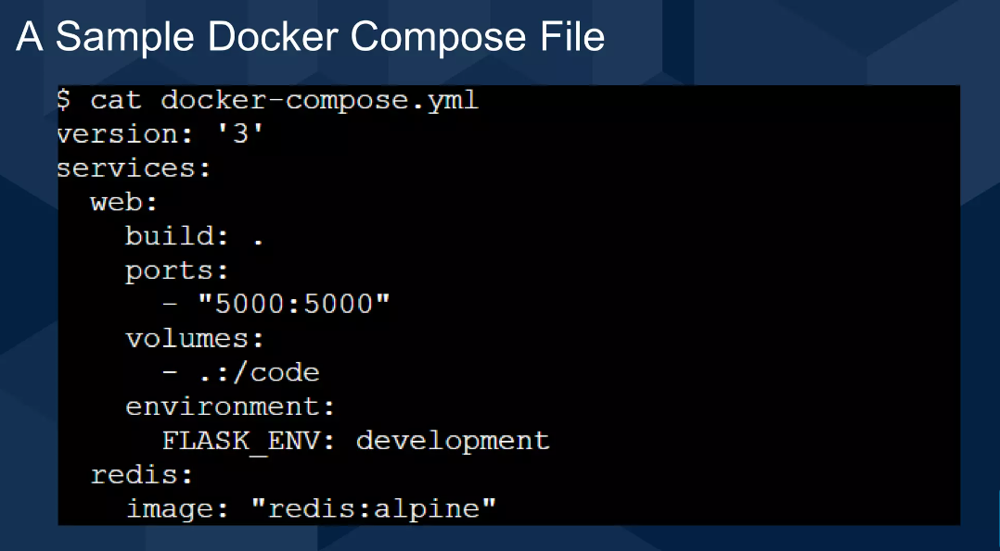 A Sample Docker Compose File
$ cat docker-compose.yml
version: '3'
services:
  web:
    build: .
    ports:
      - "5000:5000"
    volumes:
      - .:/code
    environment:
      FLASK_ENV: development
  redis:
    image: "redis:alpine"